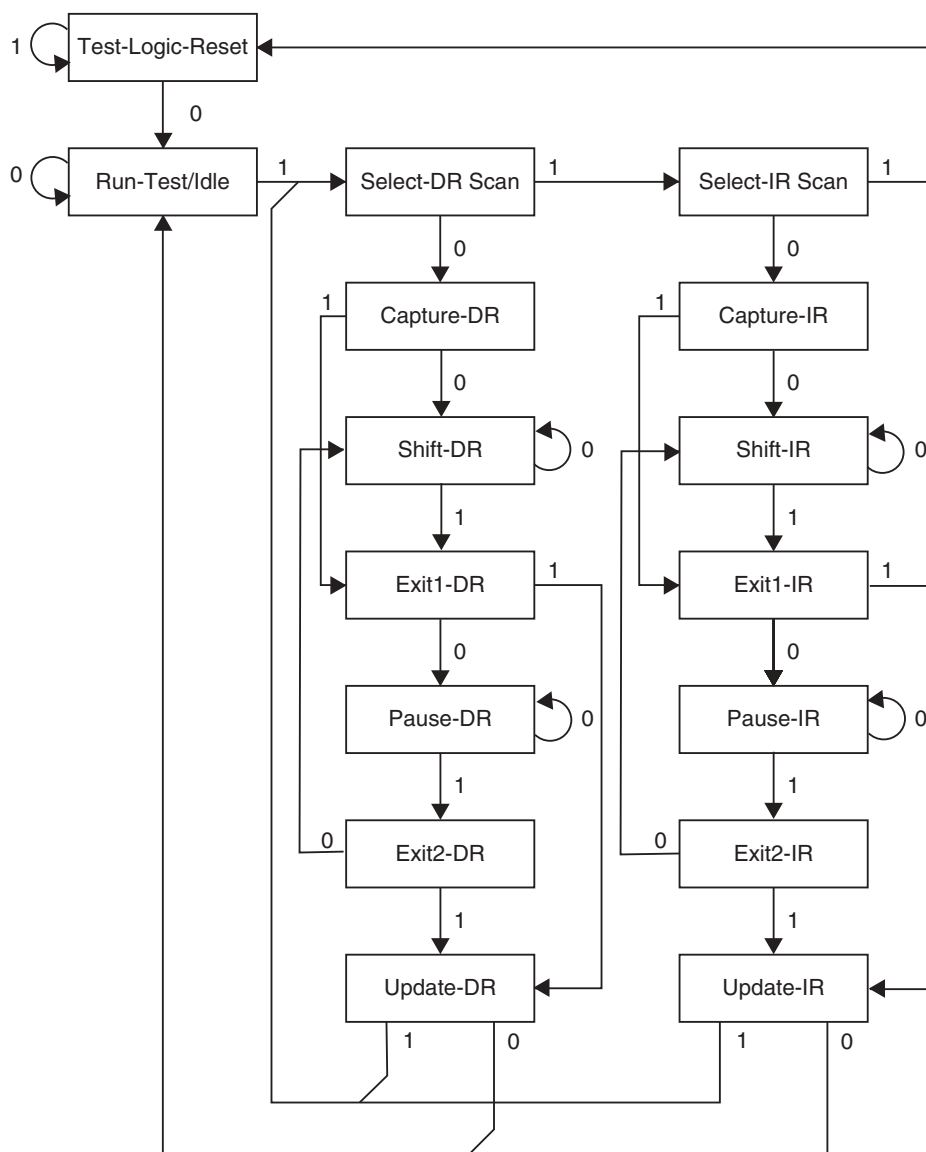 1 Test-Logic-Reset
0
0 Run-Test/Idle 1 Select-DR Scan 1 Select-IR Scan 1
0 0
1 Capture-DR 1 Capture-IR
0 0
Shift-DR 0 Shift-IR 0
1 1
Exit1-DR 1 Exit1-IR 1
0 0
Pause-DR 0 Pause-IR 0
1 1
0 Exit2-DR 0 Exit2-IR
1 1
Update-DR Update-IR
1 0 1 0